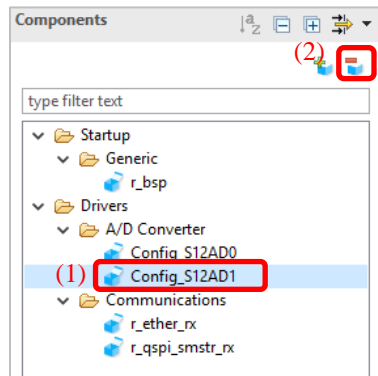 Components
a
z
(2)
type filter text
Startup
Generic
r_bsp
Drivers
A/D Converter
Config_S12AD0
(1) Config_S12AD1
Communications
r_ether_rx
r_qspi_smstr_rx